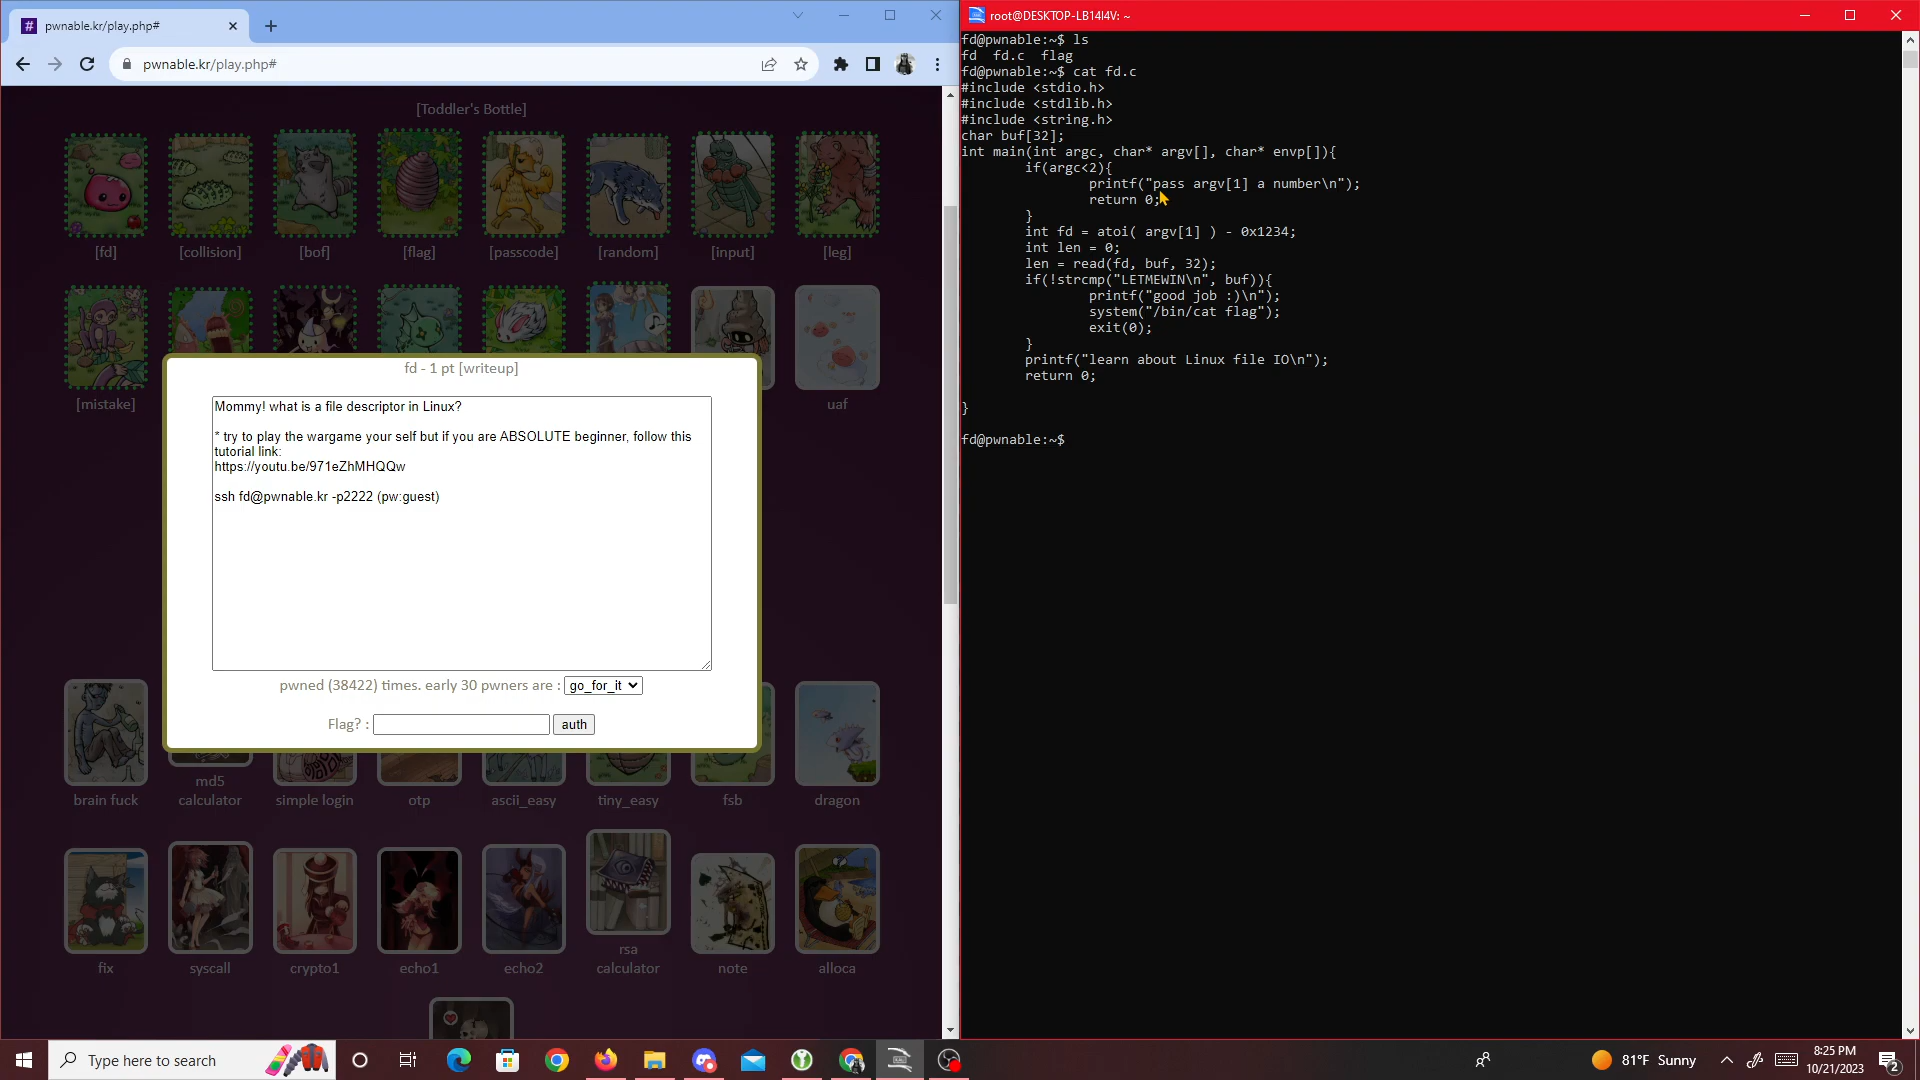 pwnable.kr/play.php#
pwnable.kr/play.php#
[Toddler's Bottle]
[fd] [collision] [bof] [flag] [passcode] [random] [input] [leg]
[mistake] uaf
fd - 1 pt [writeup]
Mommy! what is a file descriptor in Linux?
* try to play the wargame your self but if you are ABSOLUTE beginner, follow this
tutorial link:
https://youtu.be/971eZhMHQQw
ssh fd@pwnable.kr -p2222 (pw:guest)
pwned (38422) times. early 30 pwners are : go_for_it
Flag? : auth
brain fuck md5 calculator simple login otp ascii_easy tiny_easy fsb dragon
fix syscall crypto1 echo1 echo2 rsa calculator note alloca
root@DESKTOP-LB14I4V: ~
fd@pwnable:~$ ls
fd  fd.c  flag
fd@pwnable:~$ cat fd.c
#include <stdio.h>
#include <stdlib.h>
#include <string.h>
char buf[32];
int main(int argc, char* argv[], char* envp[]){
        if(argc<2){
                printf("pass argv[1] a number\n");
                return 0;
        }
        int fd = atoi( argv[1] ) - 0x1234;
        int len = 0;
        len = read(fd, buf, 32);
        if(!strcmp("LETMEWIN\n", buf)){
                printf("good job :)\n");
                system("/bin/cat flag");
                exit(0);
        }
        printf("learn about Linux file IO\n");
        return 0;
}
fd@pwnable:~$
Type here to search
81°F Sunny
8:25 PM
10/21/2023
2